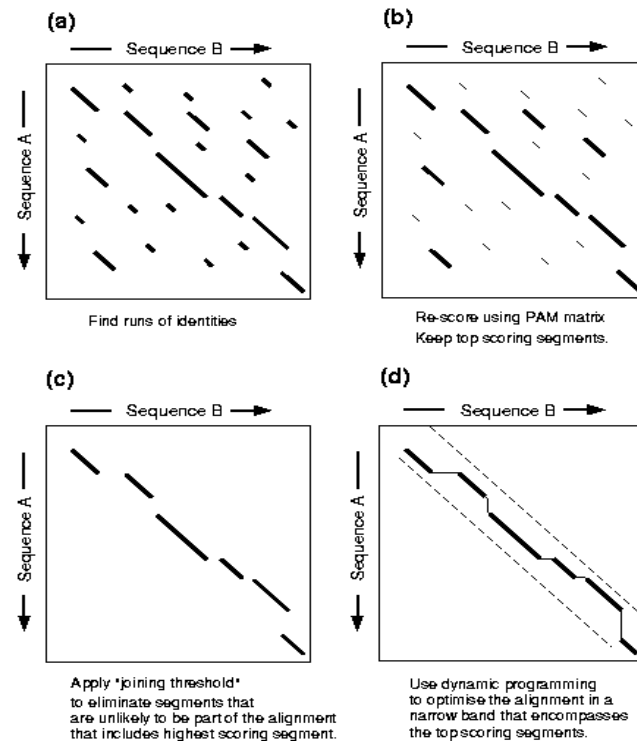 (a)
Sequence B
Sequence A
Find runs of identities
(b)
Sequence B
Sequence A
Re-score using PAM matrix
Keep top scoring segments.
(c)
Sequence B
Sequence A
Apply "joining threshold"
to eliminate segments that
are unlikely to be part of the alignment
that includes highest scoring segment.
(d)
Sequence B
Sequence A
Use dynamic programming
to optimise the alignment in a
narrow band that encompasses
the top scoring segments.